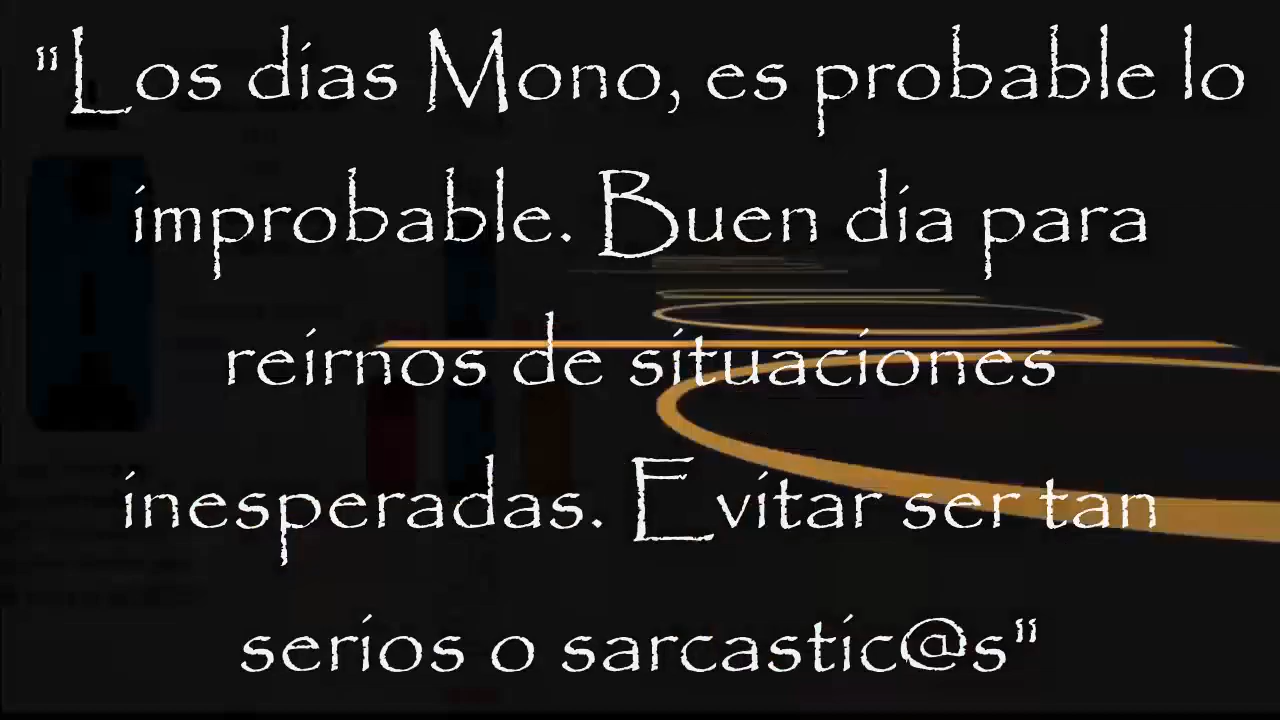 "Los dias Mono, es probable lo
improbable. Buen dia para
reirnos de situaciones
inesperadas. Evitar ser tan
serios o sarcastic@s"